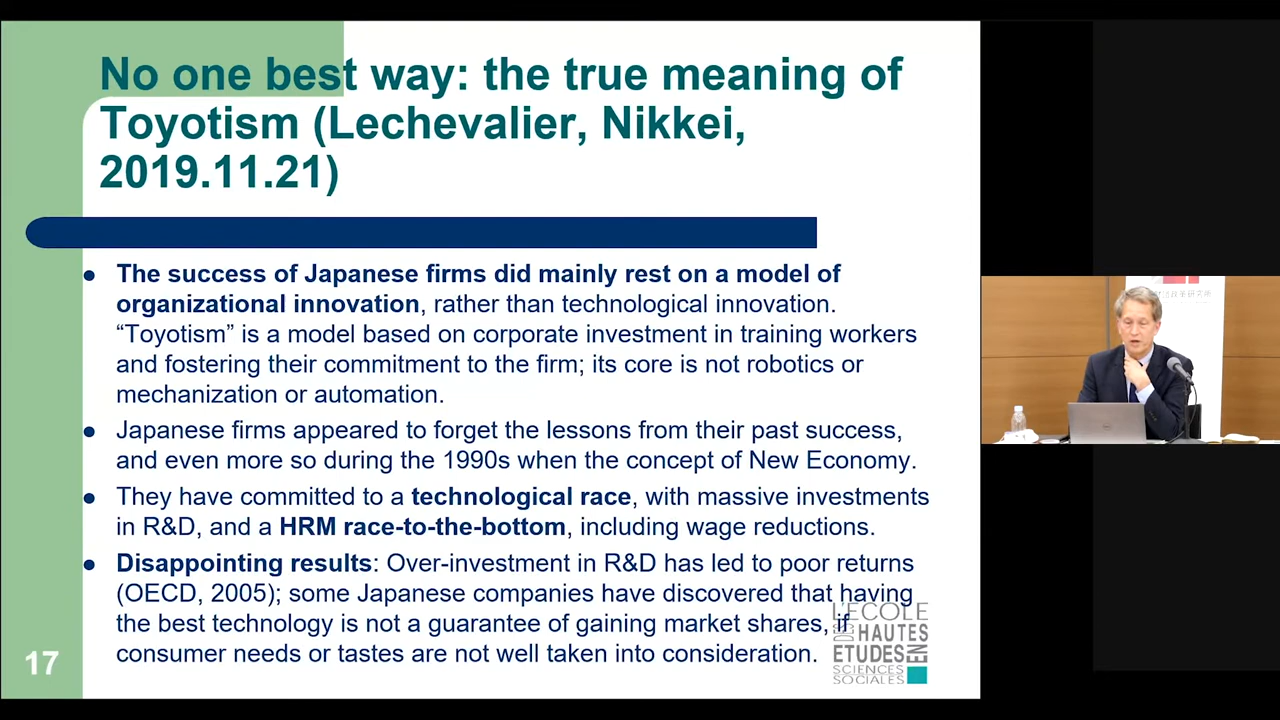 No one best way: the true meaning of
Toyotism (Lechevalier, Nikkei,
2019.11.21)
The success of Japanese firms did mainly rest on a model of
organizational innovation, rather than technological innovation.
“Toyotism” is a model based on corporate investment in training workers
and fostering their commitment to the firm; its core is not robotics or
mechanization or automation.
Japanese firms appeared to forget the lessons from their past success,
and even more so during the 1990s when the concept of New Economy.
They have committed to a technological race, with massive investments
in R&D, and a HRM race-to-the-bottom, including wage reductions.
Disappointing results: Over-investment in R&D has led to poor returns
(OECD, 2005); some Japanese companies have discovered that having
the best technology is not a guarantee of gaining market shares, if
consumer needs or tastes are not well taken into consideration.
17
L'ÉCOLE
DES HAUTES
ETUDES EN
SCIENCES
SOCIALES